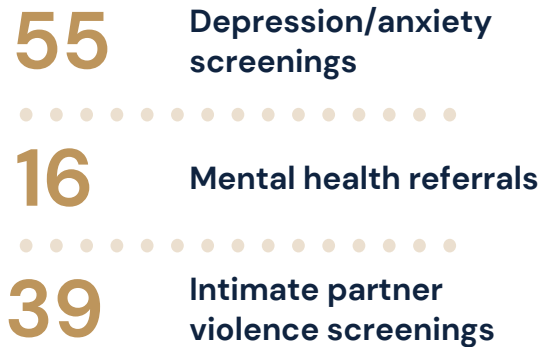 55
Depression/anxiety
screenings
16
Mental health referrals
39
Intimate partner
violence screenings